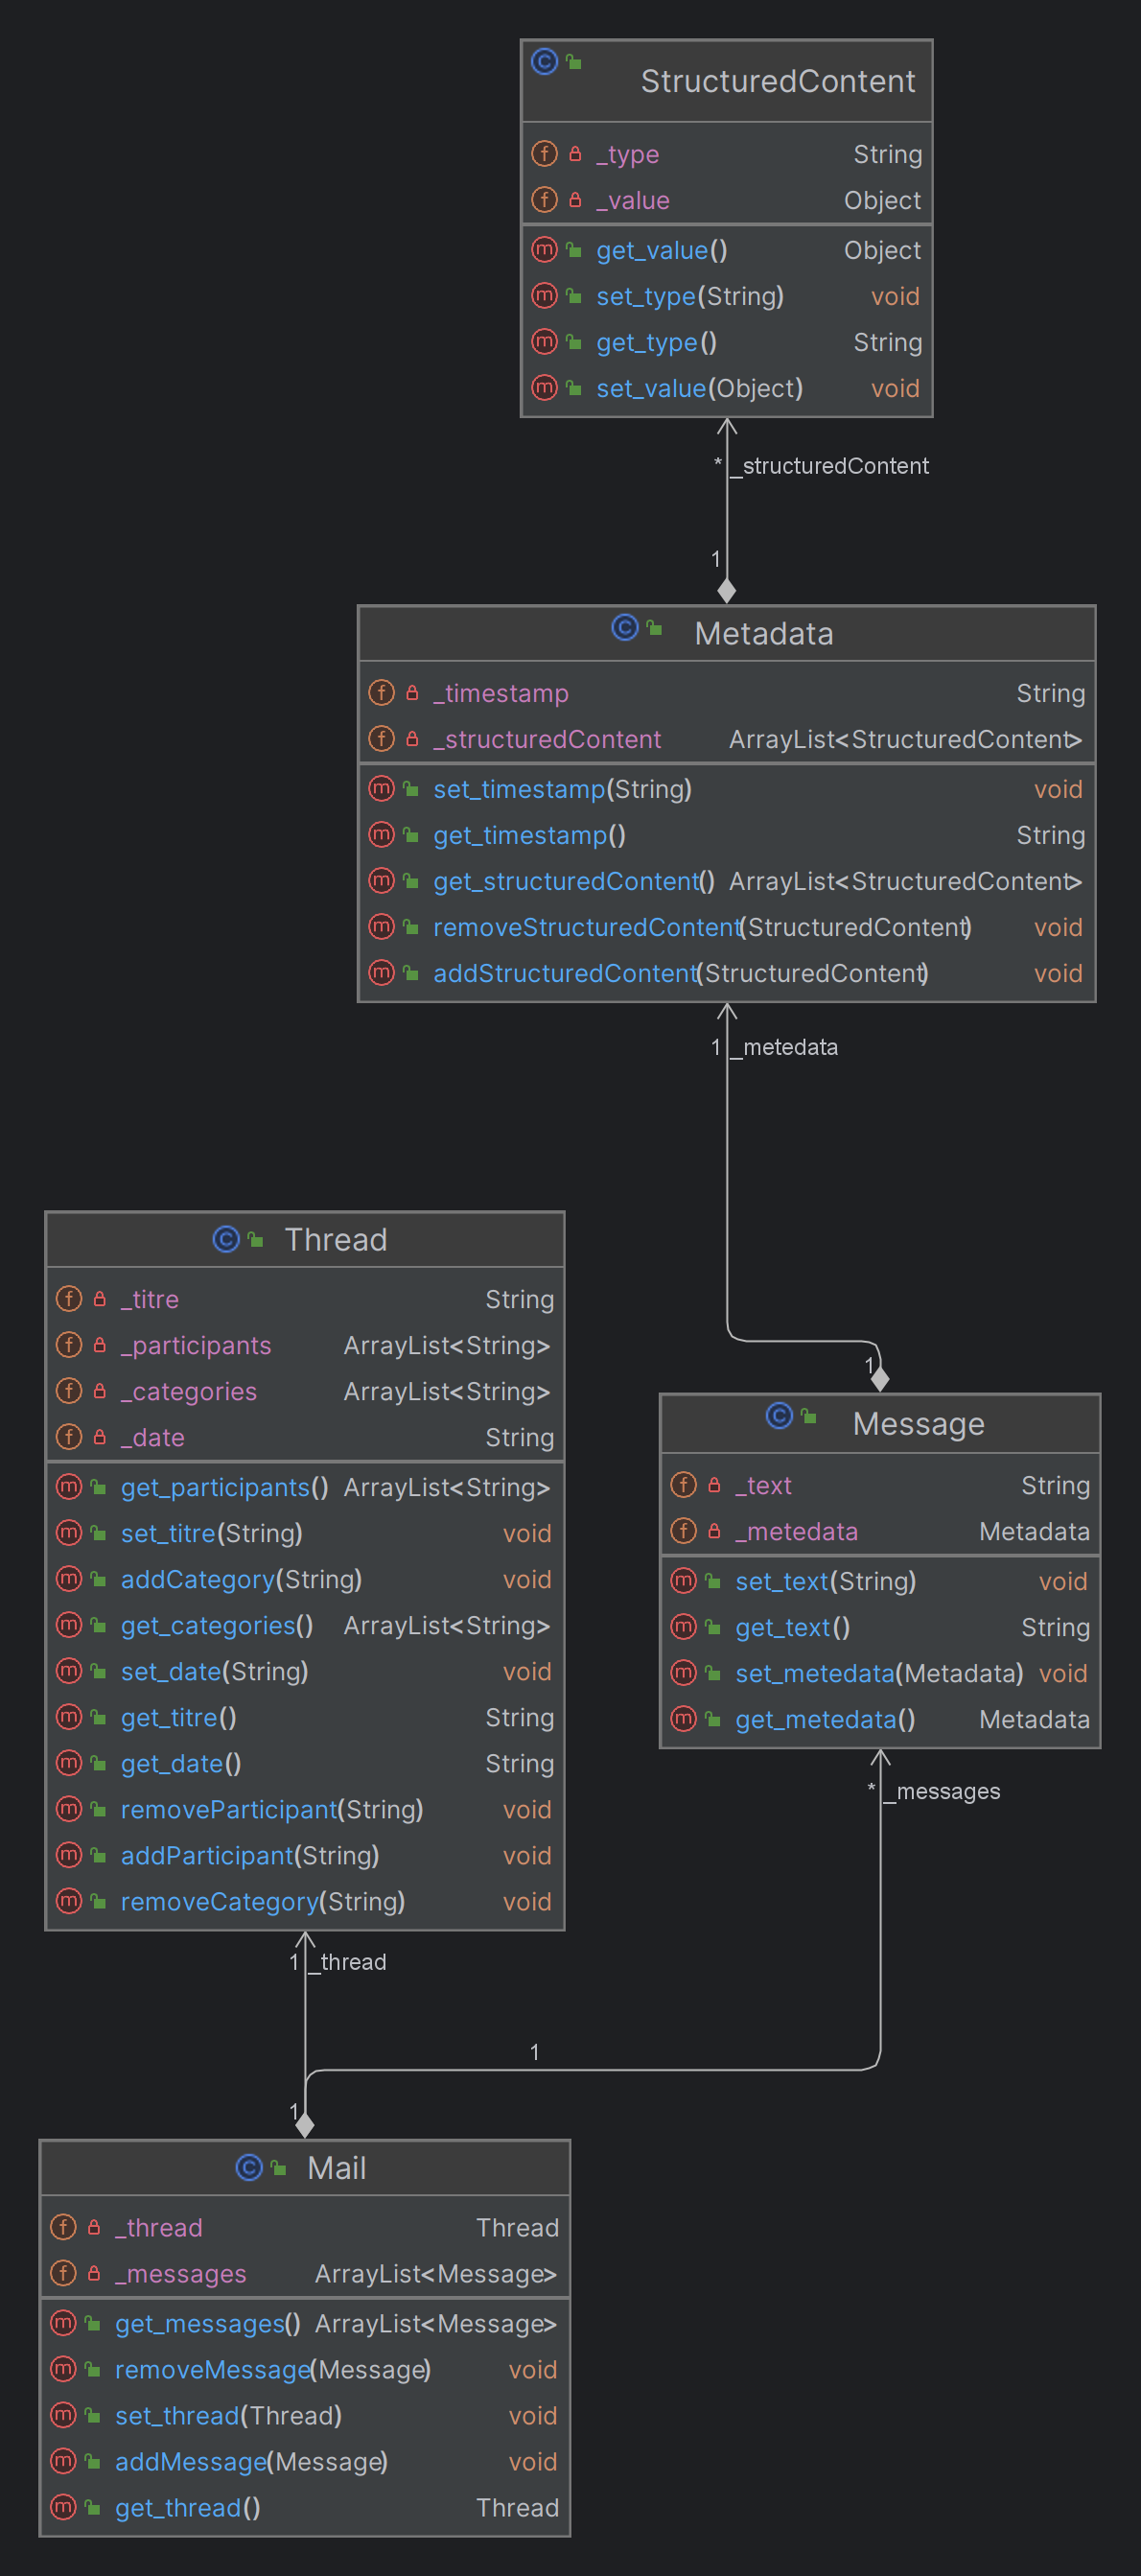 StructuredContent
_type String
_value Object
get_value() Object
set_type(String) void
get_type() String
set_value(Object) void
* _structuredContent
1
Metadata
_timestamp String
_structuredContent ArrayList<StructuredContent>
set_timestamp(String) void
get_timestamp() String
get_structuredContent() ArrayList<StructuredContent>
removeStructuredContent(StructuredContent) void
addStructuredContent(StructuredContent) void
1 _metedata
Thread
_titre String
_participants ArrayList<String>
_categories ArrayList<String>
_date String
get_participants() ArrayList<String>
set_titre(String) void
addCategory(String) void
get_categories() ArrayList<String>
set_date(String) void
get_titre() String
get_date() String
removeParticipant(String) void
addParticipant(String) void
removeCategory(String) void
1
Message
_text String
_metedata Metadata
set_text(String) void
get_text() String
set_metedata(Metadata) void
get_metedata() Metadata
* _messages
1 _thread
1
1
Mail
_thread Thread
_messages ArrayList<Message>
get_messages() ArrayList<Message>
removeMessage(Message) void
set_thread(Thread) void
addMessage(Message) void
get_thread() Thread